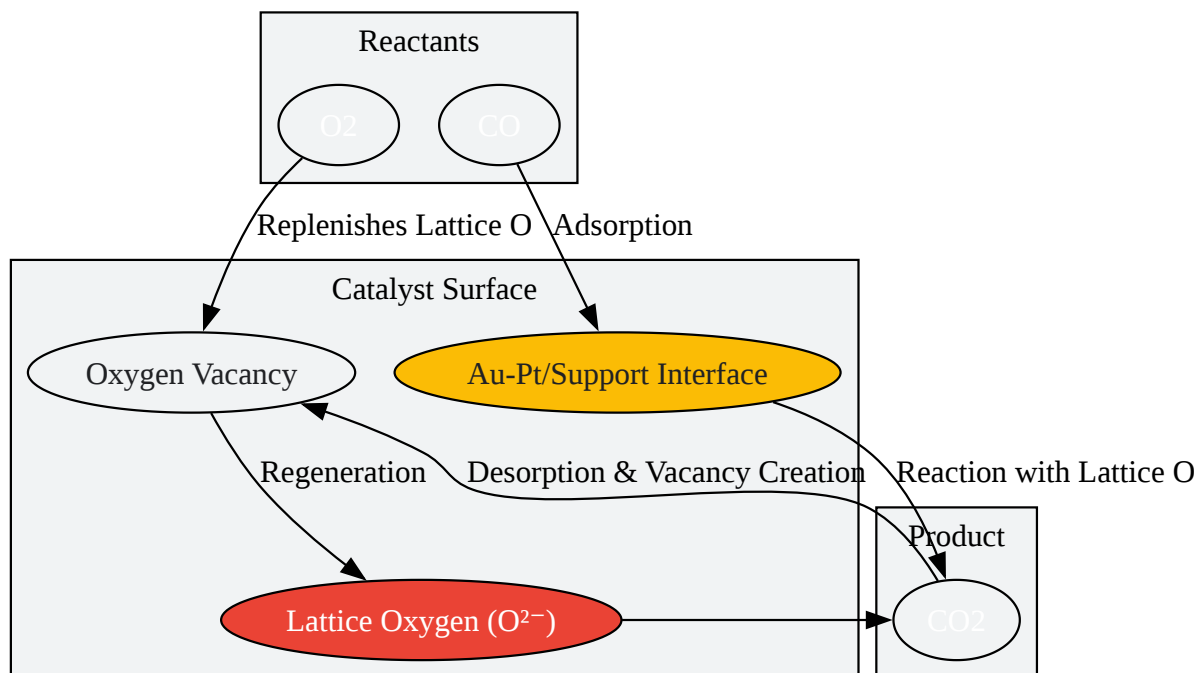 Reactants
O2
CO
Replenishes Lattice O
Adsorption
Catalyst Surface
Oxygen Vacancy
Au-Pt/Support Interface
Regeneration
Desorption & Vacancy Creation
Reaction with Lattice O
Product
Lattice Oxygen (O²⁻)
CO2